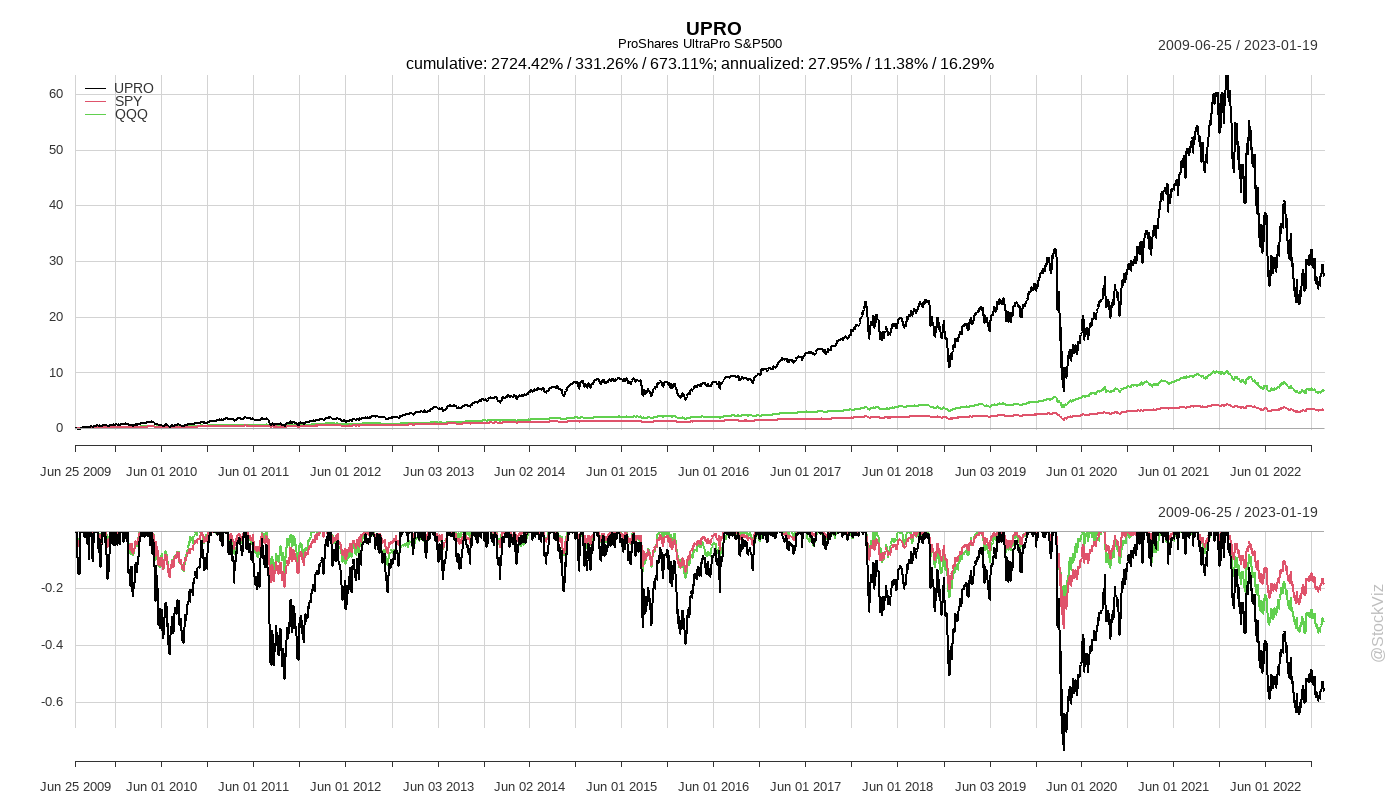 UPRO
ProShares UltraPro S&P500
2009-06-25 / 2023-01-19
cumulative: 2724.42% / 331.26% / 673.11%; annualized: 27.95% / 11.38% / 16.29%
UPRO
SPY
QQQ
60
50
40
30
20
10
0
Jun 25 2009 Jun 01 2010 Jun 01 2011 Jun 01 2012 Jun 03 2013 Jun 02 2014 Jun 01 2015 Jun 01 2016 Jun 01 2017 Jun 01 2018 Jun 03 2019 Jun 01 2020 Jun 01 2021 Jun 01 2022
2009-06-25 / 2023-01-19
-0.2
-0.4
-0.6
Jun 25 2009 Jun 01 2010 Jun 01 2011 Jun 01 2012 Jun 03 2013 Jun 02 2014 Jun 01 2015 Jun 01 2016 Jun 01 2017 Jun 01 2018 Jun 03 2019 Jun 01 2020 Jun 01 2021 Jun 01 2022
@StockViz